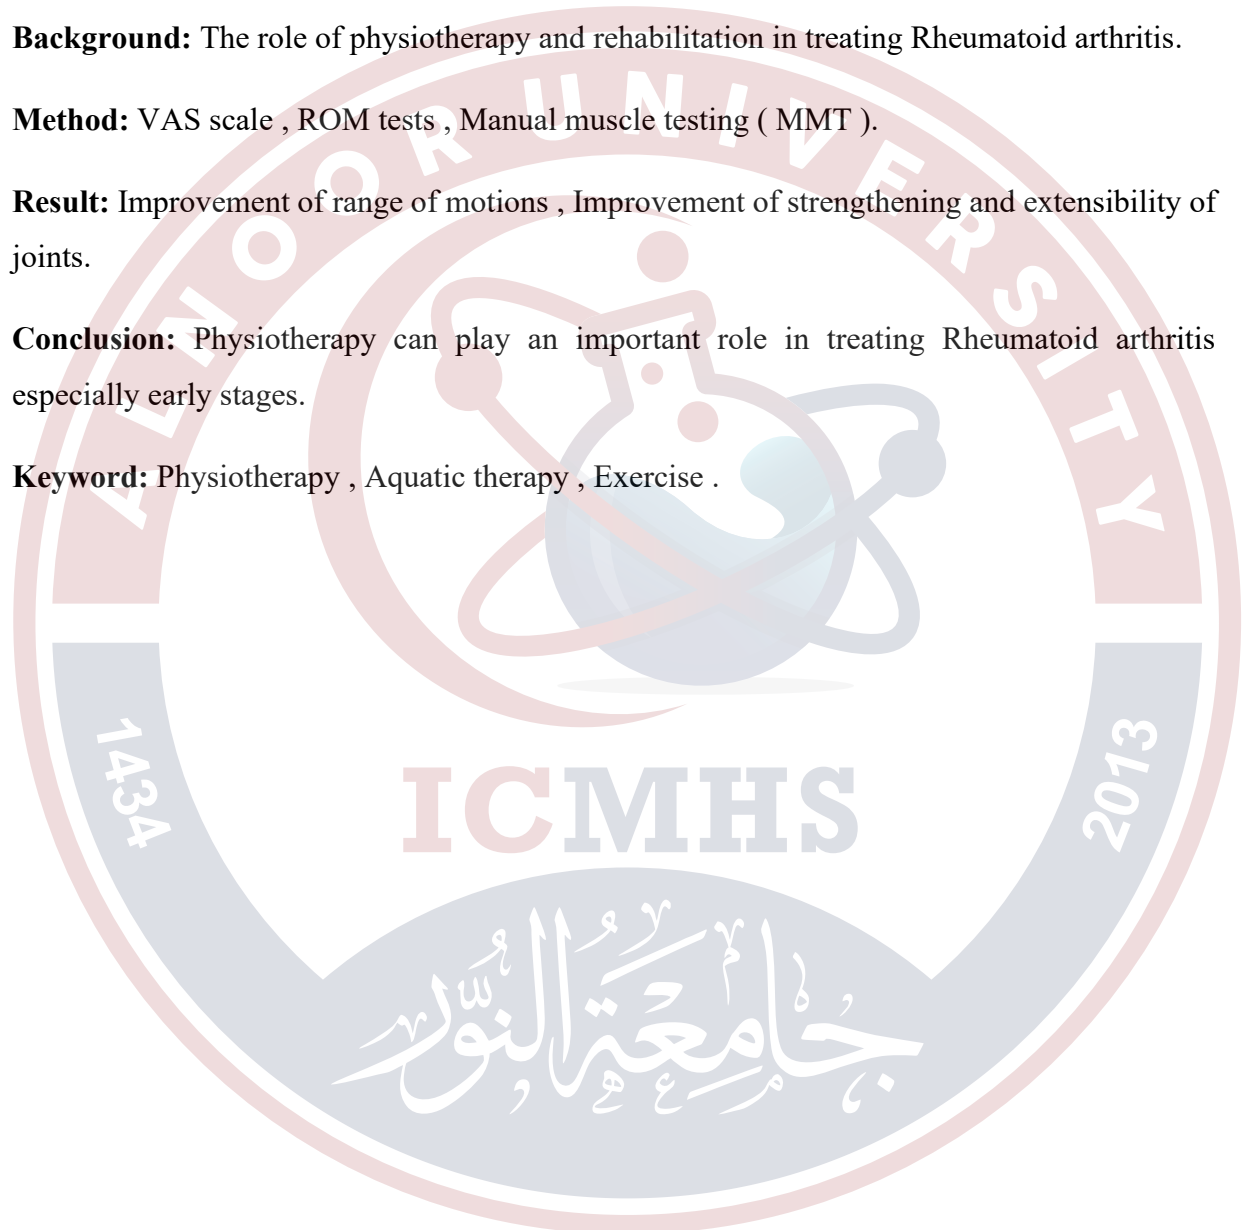 Background: The role of physiotherapy and rehabilitation in treating Rheumatoid arthritis.
Method: VAS scale , ROM tests , Manual muscle testing ( MMT ).
Result: Improvement of range of motions , Improvement of strengthening and extensibility of
joints.
Conclusion: Physiotherapy can play an important role in treating Rheumatoid arthritis
especially early stages.
Keyword: Physiotherapy , Aquatic therapy , Exercise .
ALNOOR UNIVERSITY
1434
2013
ICMHS
جامعة النور